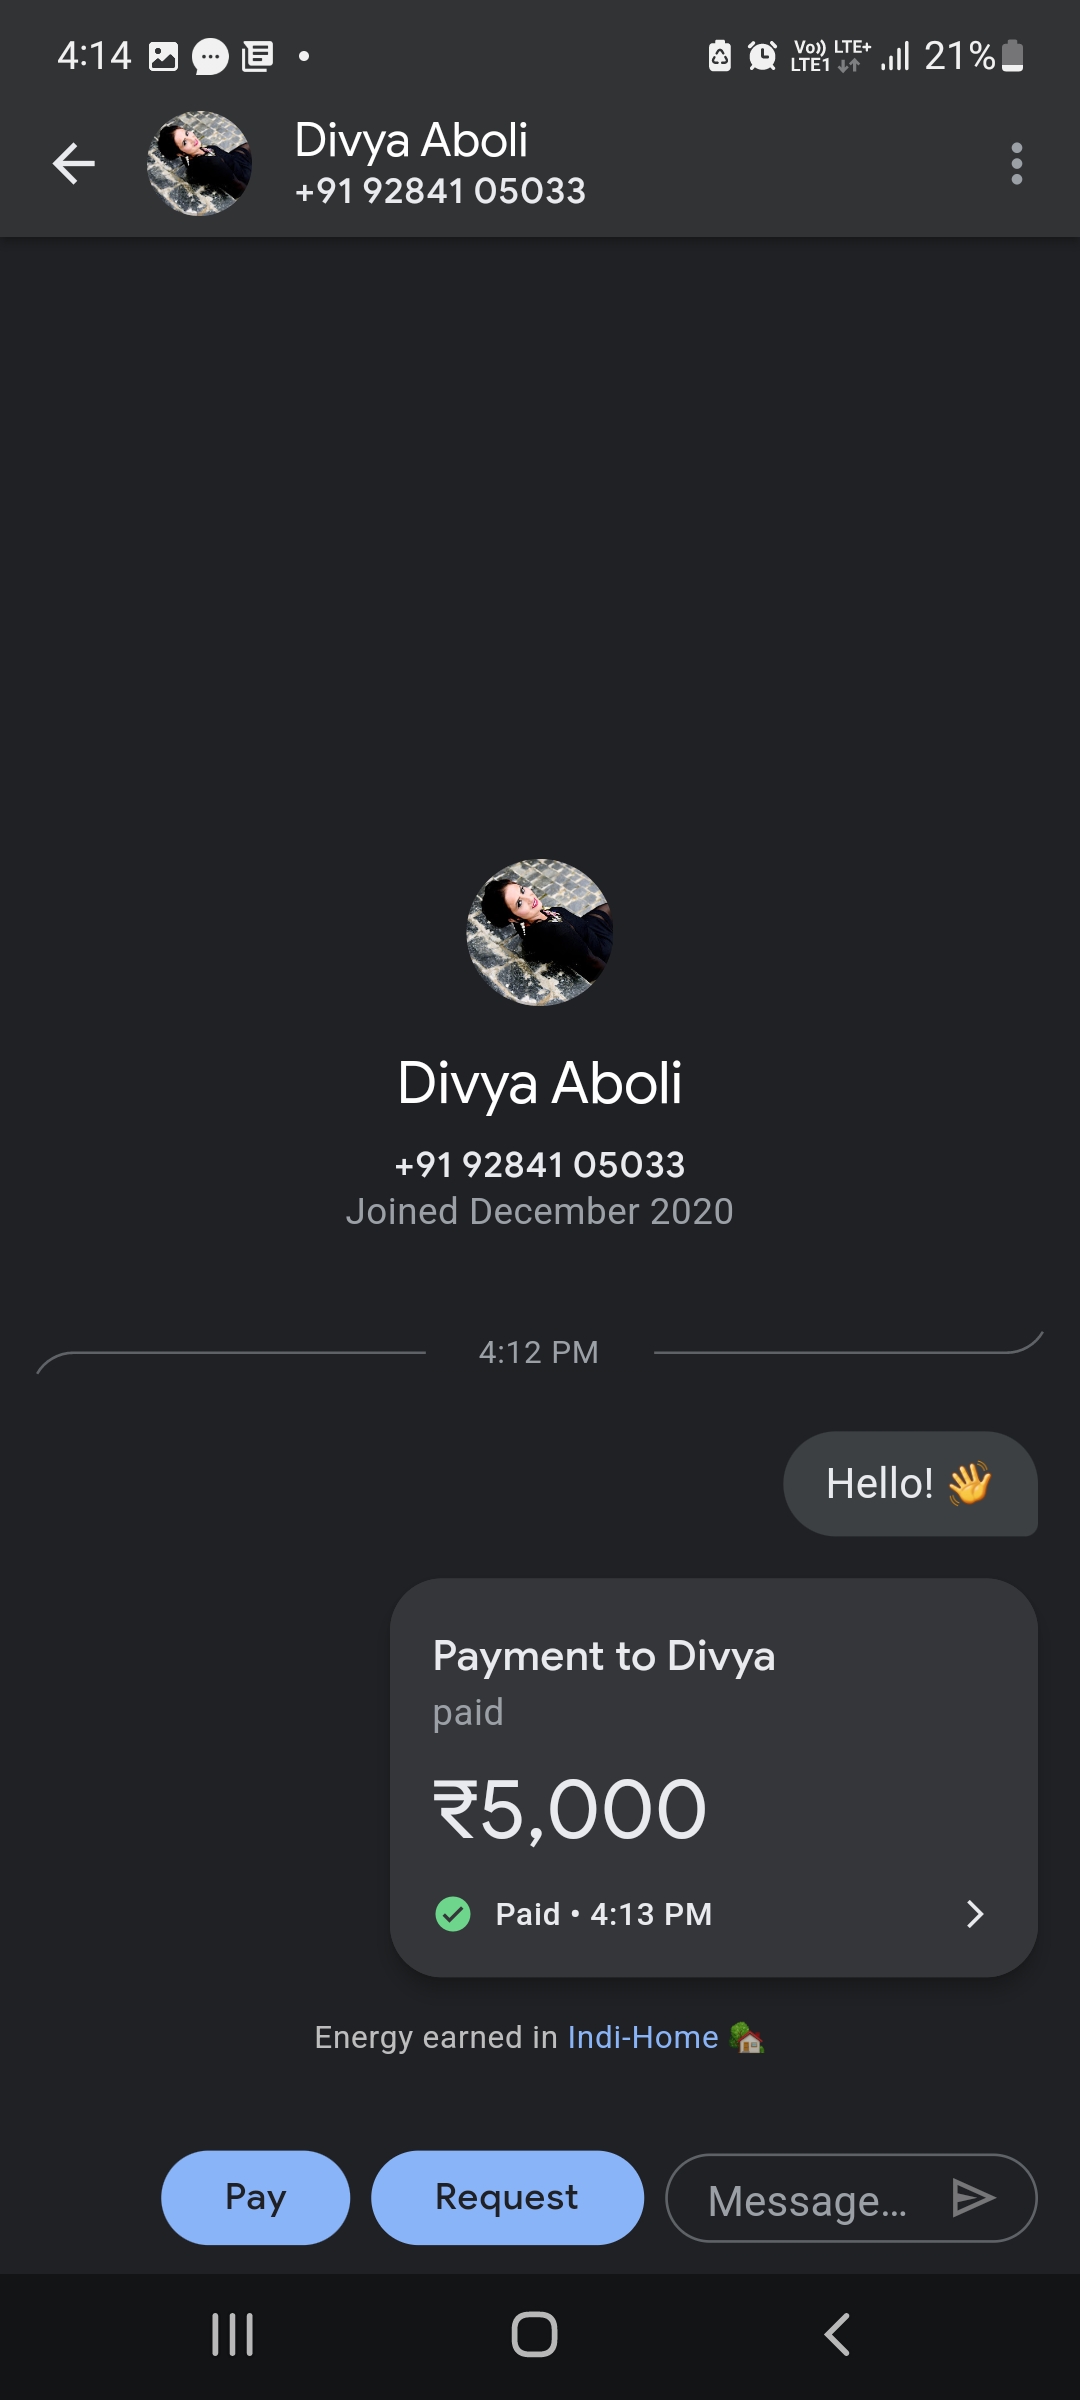 4:14
Vo)) LTE+
LTE1
21%
Divya Aboli
+91 92841 05033
Divya Aboli
+91 92841 05033
Joined December 2020
4:12 PM
Hello! 👋
Payment to Divya
paid
₹5,000
Paid • 4:13 PM
Energy earned in Indi-Home 🏡
Pay
Request
Message...